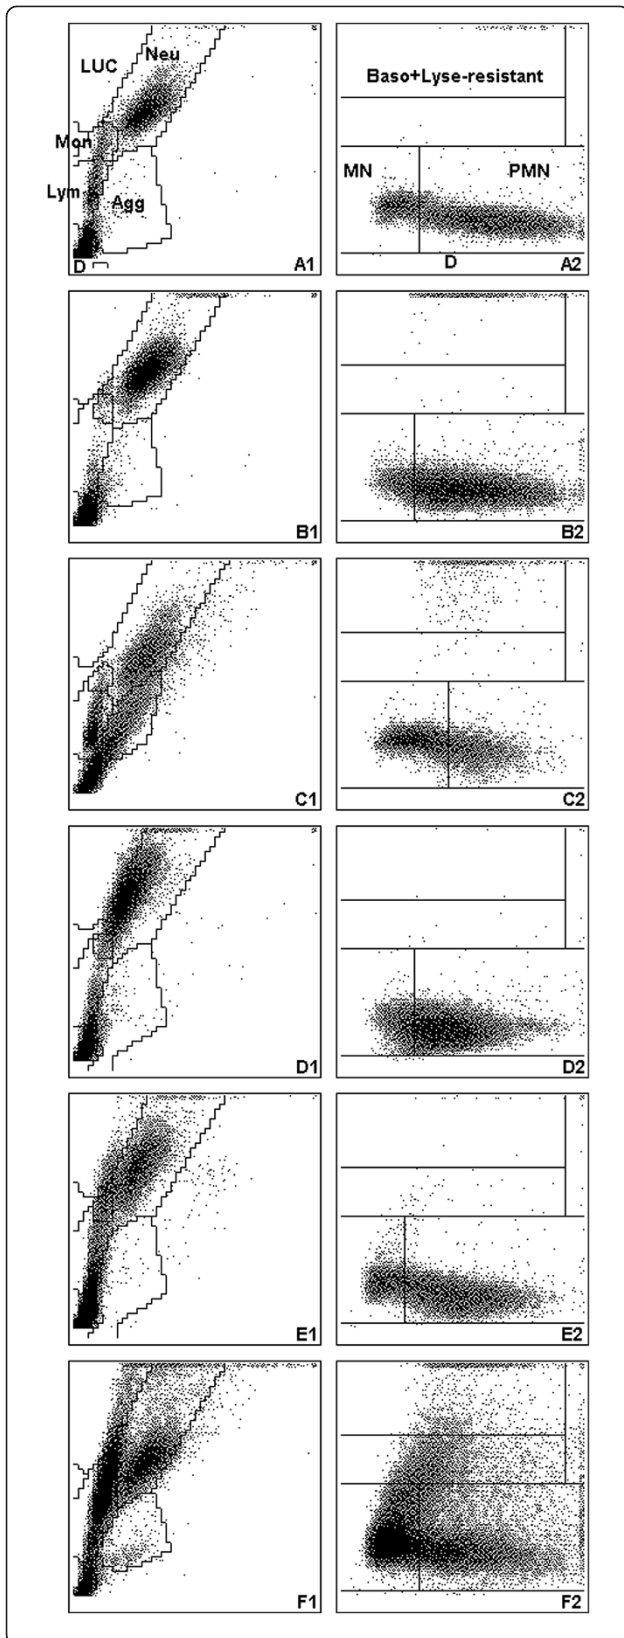 LUC Neu
Mon
Lym
Agg
D
A1
Baso+Lyse-resistant
MN PMN
D
A2
B1
B2
C1
C2
D1
D2
E1
E2
F1
F2